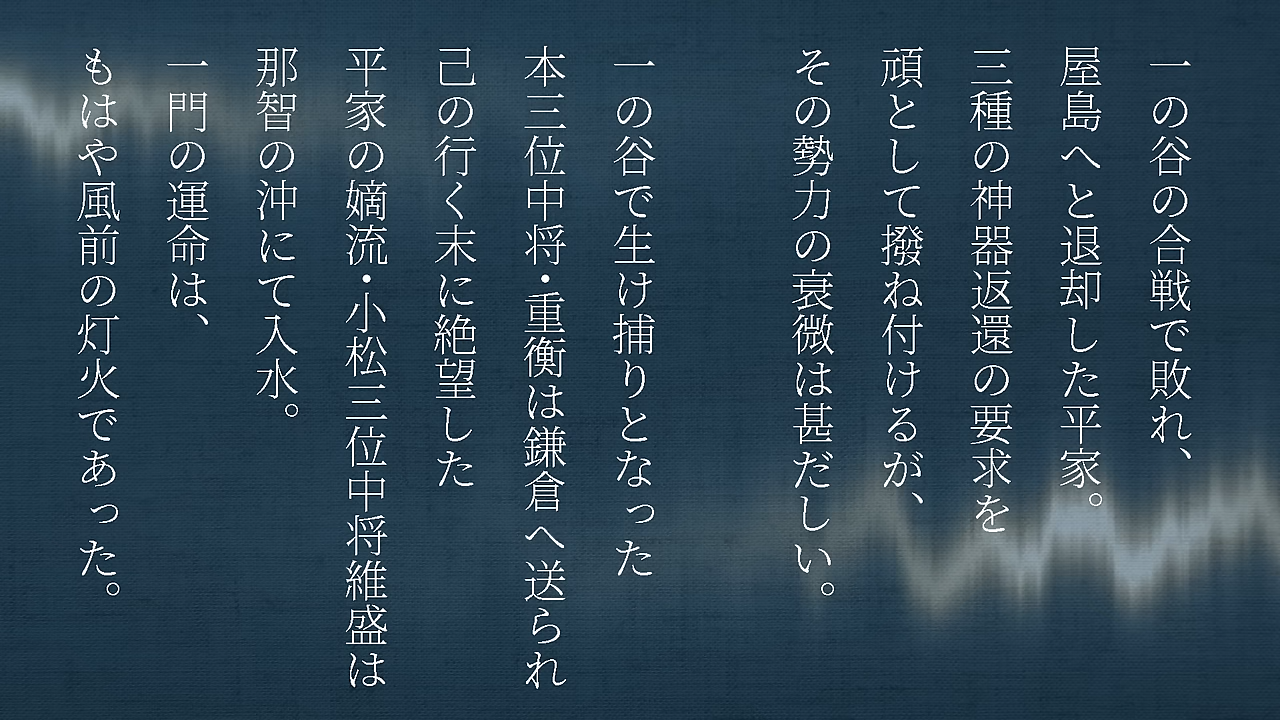 一の谷の合戦で敗れ、
屋島へと退却した平家。
三種の神器返還の要求を
頑として撥ね付けるが、
その勢力の衰微は甚だしい。
一の谷で生け捕りとなった
本三位中将・重衡は鎌倉へ送られ
己の行く末に絶望した
平家の嫡流・小松三位中将維盛は
那智の沖にて入水。
一門の運命は、
もはや風前の灯火であった。